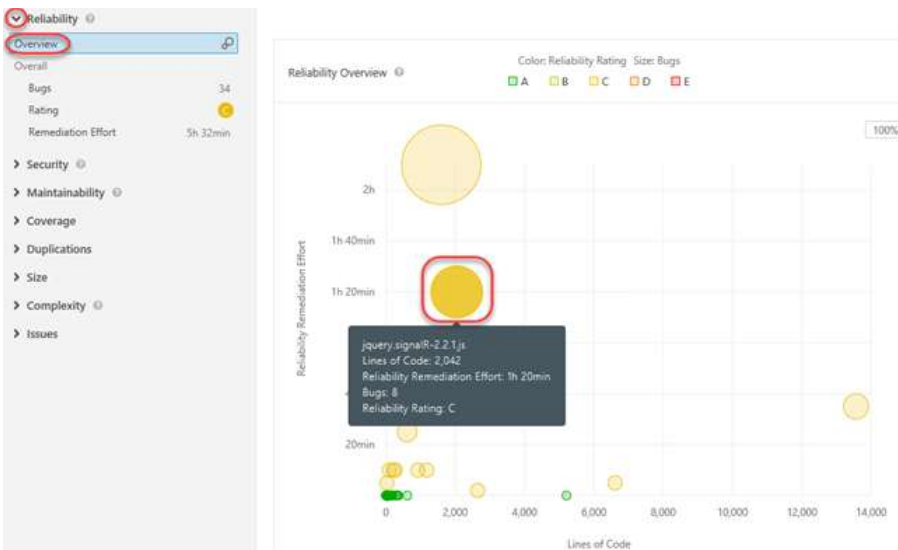 Reliability
Overview
Overall
Bugs 34
Rating C
Remediation Effort 5h 32min
Security
Maintainability
Coverage
Duplications
Size
Complexity
Issues
Reliability Overview
Color: Reliability Rating Size: Bugs
A B C D E
100%
Reliability Remediation Effort
2h
1h 40min
1h 20min
jquery.signalR-2.2.1.js
Lines of Code: 2,042
Reliability Remediation Effort: 1h 20min
Bugs: 8
Reliability Rating: C
20min
0 2,000 4,000 6,000 8,000 10,000 12,000 14,000
Lines of Code